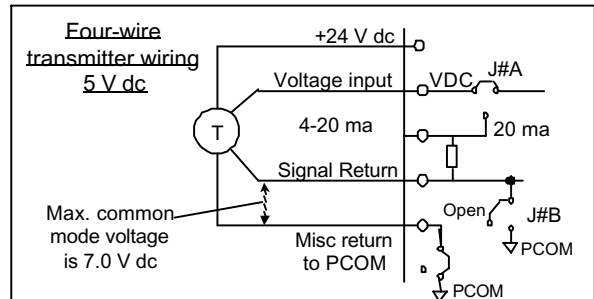 Four-wire
transmitter wiring
5 V dc
+24 V dc
Voltage input
VDC
J#A
T
4-20 ma
20 ma
Signal Return
Open
J#B
PCOM
Max. common
mode voltage
is 7.0 V dc
Misc return
to PCOM
PCOM